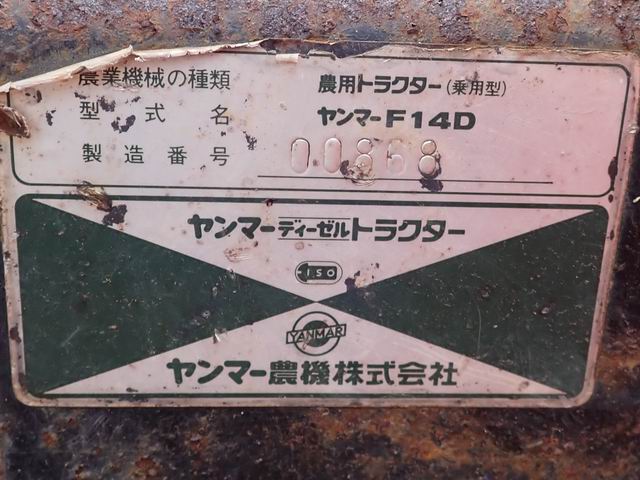 農業機械の種類 農用トラクター(乗用型)
型式名 ヤンマーF14D
製造番号 00868
ヤンマーディーゼルトラクター
ISO
YANMAR
ヤンマー農機株式会社